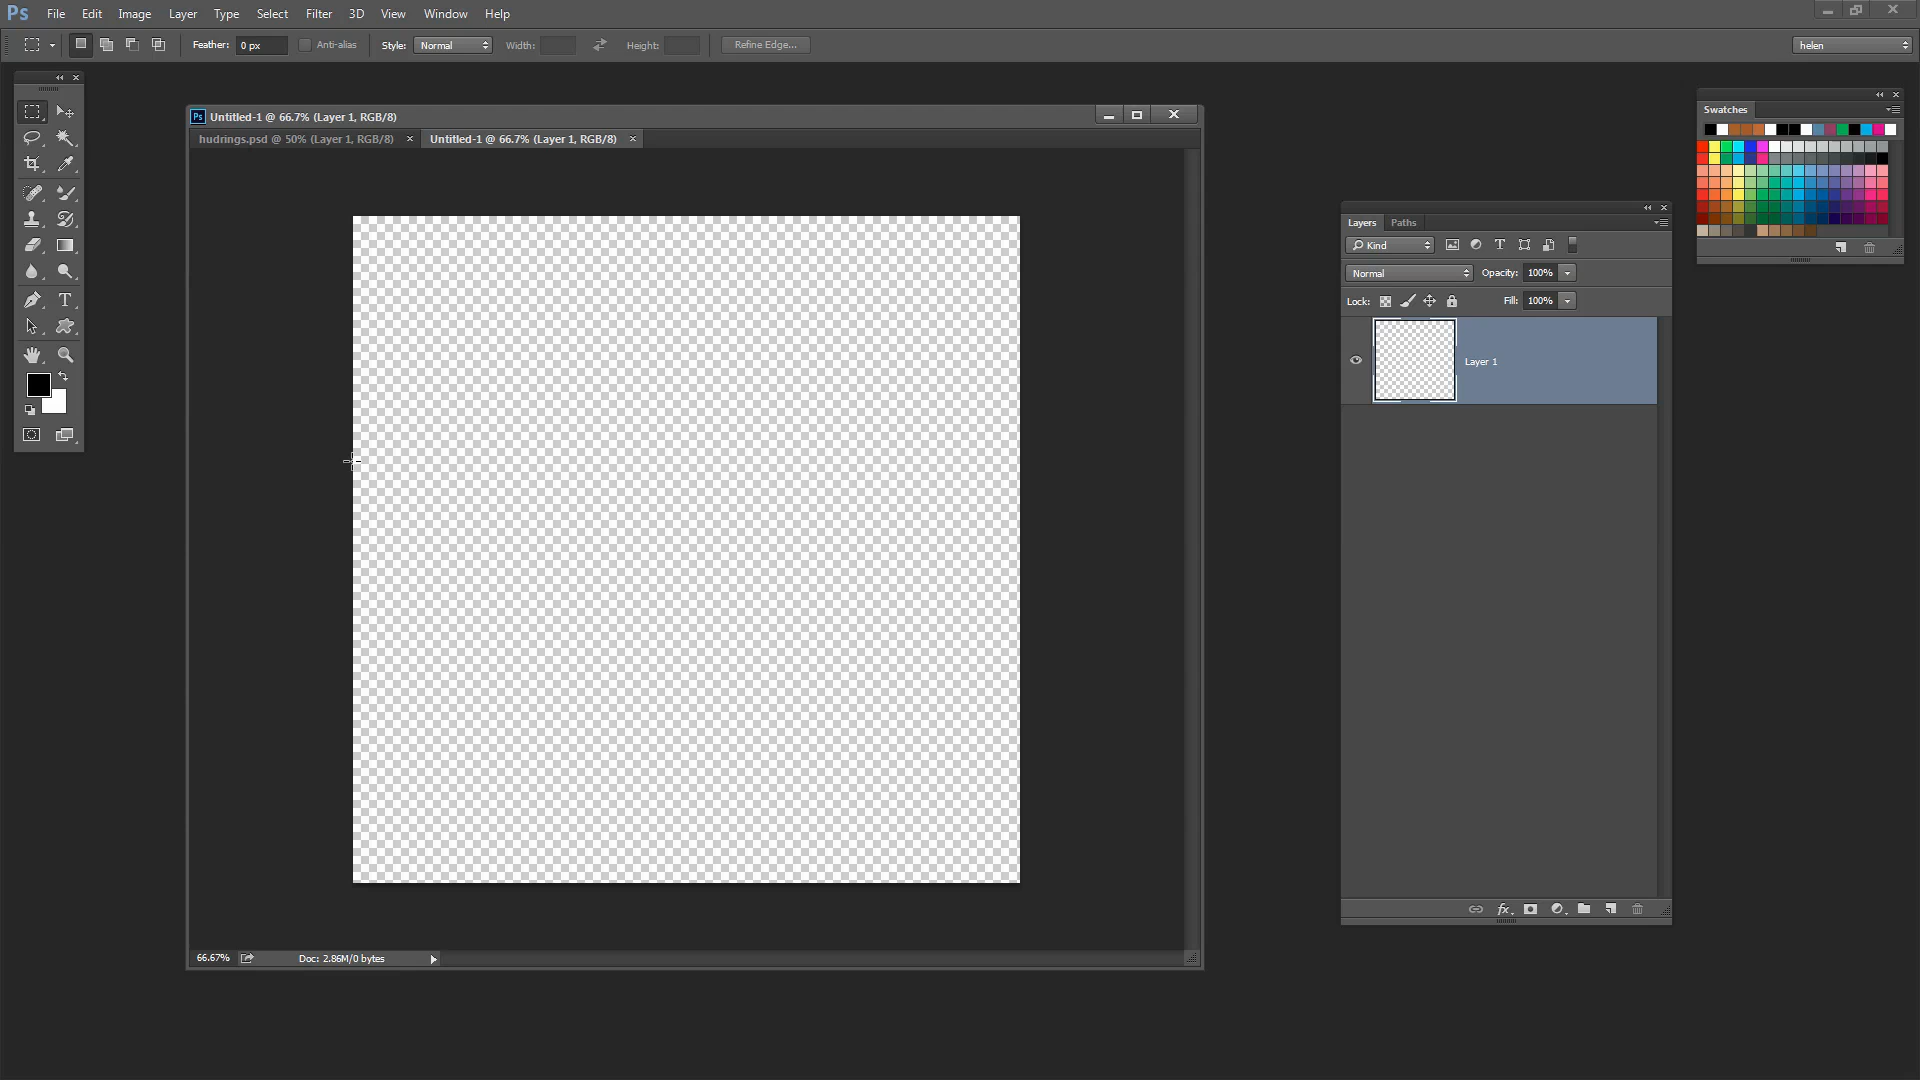 Ps File Edit Image Layer Type Select Filter 3D View Window Help
Feather: 0 px Anti-alias Style: Normal Width: Height: Refine Edge... helen
Ps Untitled-1 @ 66.7% (Layer 1, RGB/8)
hudrings.psd @ 50% (Layer 1, RGB/8) × Untitled-1 @ 66.7% (Layer 1, RGB/8) ×
Swatches
Layers Paths
Kind T
Normal Opacity: 100%
Lock: Fill: 100%
Layer 1
T
fx
66.67% Doc: 2.86M/0 bytes